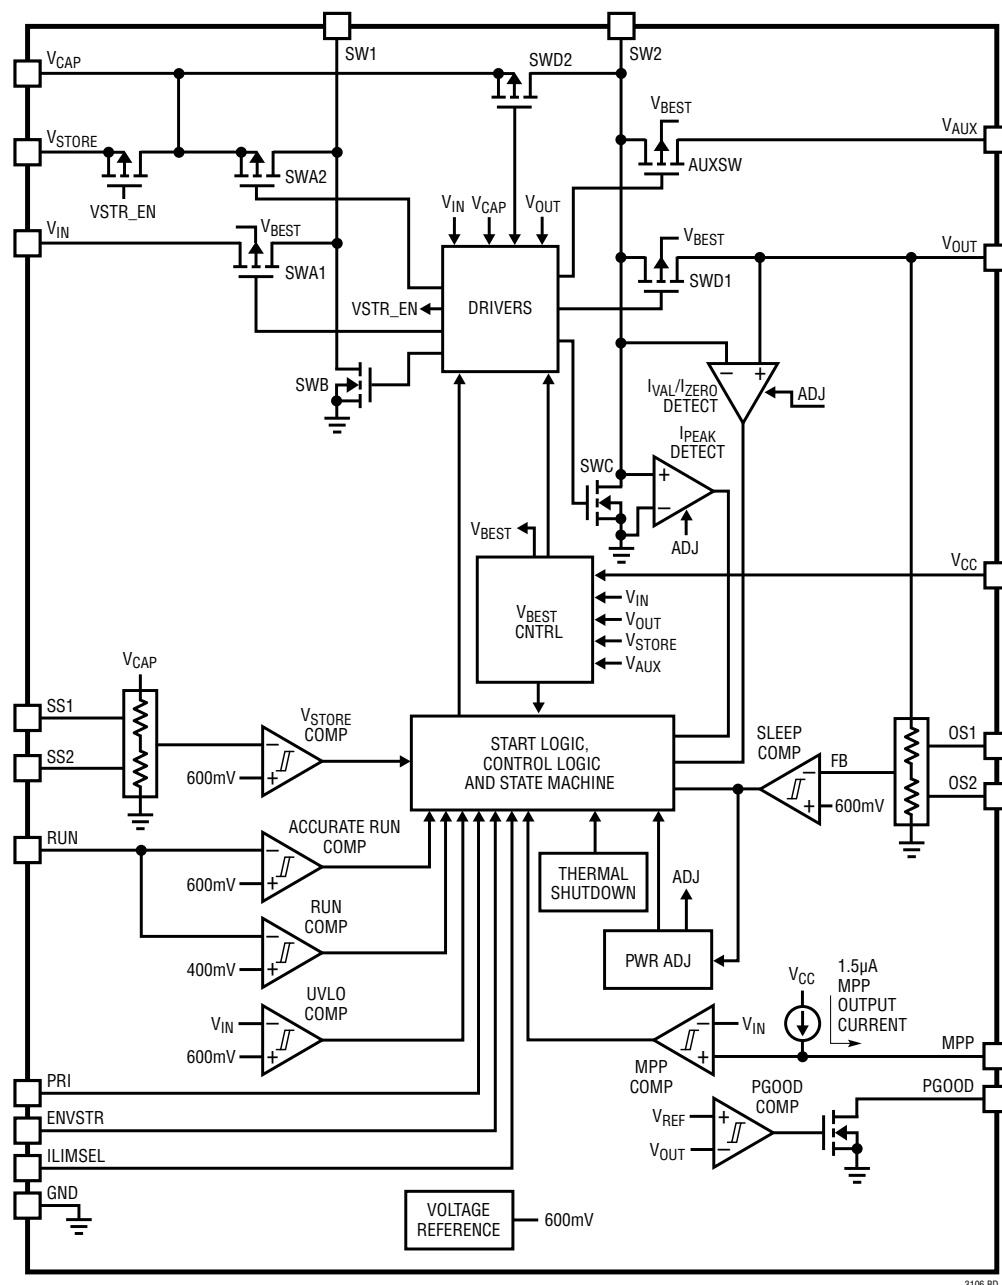 SW1
SW2
VCAP
SWD2
VBEST
VAUX
VSTORE
AUXSW
SWA2
VSTR_EN
VIN
VCAP
VOUT
VIN
VBEST
VBEST
VOUT
SWA1
SWD1
VSTR_EN
DRIVERS
SWB
–
+
IVAL/IZERO
DETECT
ADJ
IPEAK
DETECT
SWC
+
–
ADJ
VBEST
VCC
VBEST
CNTRL
VIN
VOUT
VSTORE
VAUX
VCAP
SS1
SS2
VSTORE
COMP
–
600mV
+
START LOGIC,
CONTROL LOGIC
AND STATE MACHINE
SLEEP
COMP
FB
–
+
600mV
OS1
OS2
RUN
ACCURATE RUN
COMP
–
600mV
+
THERMAL
SHUTDOWN
ADJ
RUN
COMP
–
400mV
+
PWR ADJ
UVLO
COMP
VIN
–
600mV
+
VCC
1.5µA
MPP
OUTPUT
CURRENT
–
VIN
+
MPP
COMP
MPP
PRI
ENVSTR
ILIMSEL
GND
PGOOD
COMP
PGOOD
VREF
+
VOUT
–
VOLTAGE
REFERENCE
600mV
3106 BD